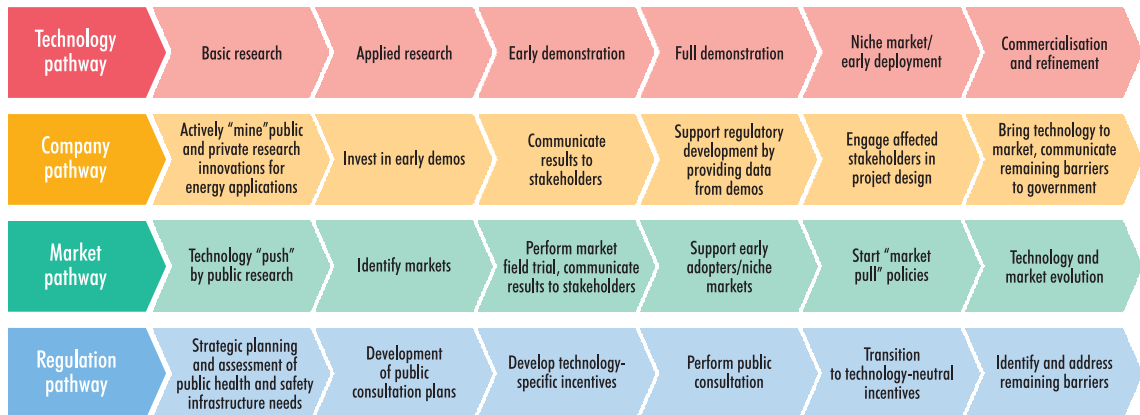 Technology
pathway
Basic research
Applied research
Early demonstration
Full demonstration
Niche market/
early deployment
Commercialisation
and refinement
Company
pathway
Actively “mine” public
and private research
innovations for
energy applications
Invest in early demos
Communicate
results to
stakeholders
Support regulatory
development by
providing data
from demos
Engage affected
stakeholders in
project design
Bring technology to
market, communicate
remaining barriers
to government
Market
pathway
Technology “push”
by public research
Identify markets
Perform market
field trial, communicate
results to stakeholders
Support early
adopters/niche
markets
Start “market
pull” policies
Technology and
market evolution
Regulation
pathway
Strategic planning
and assessment of
public health and safety
infrastructure needs
Development
of public
consultation plans
Develop technology-
specific incentives
Perform public
consultation
Transition
to technology-neutral
incentives
Identify and address
remaining barriers